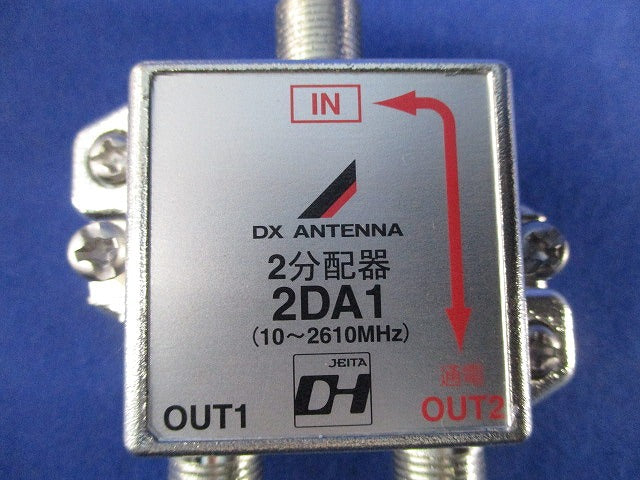 IN
DX ANTENNA
2分配器
2DA1
(10～2610MHz)
JEITA
DH
通電
OUT1
OUT2